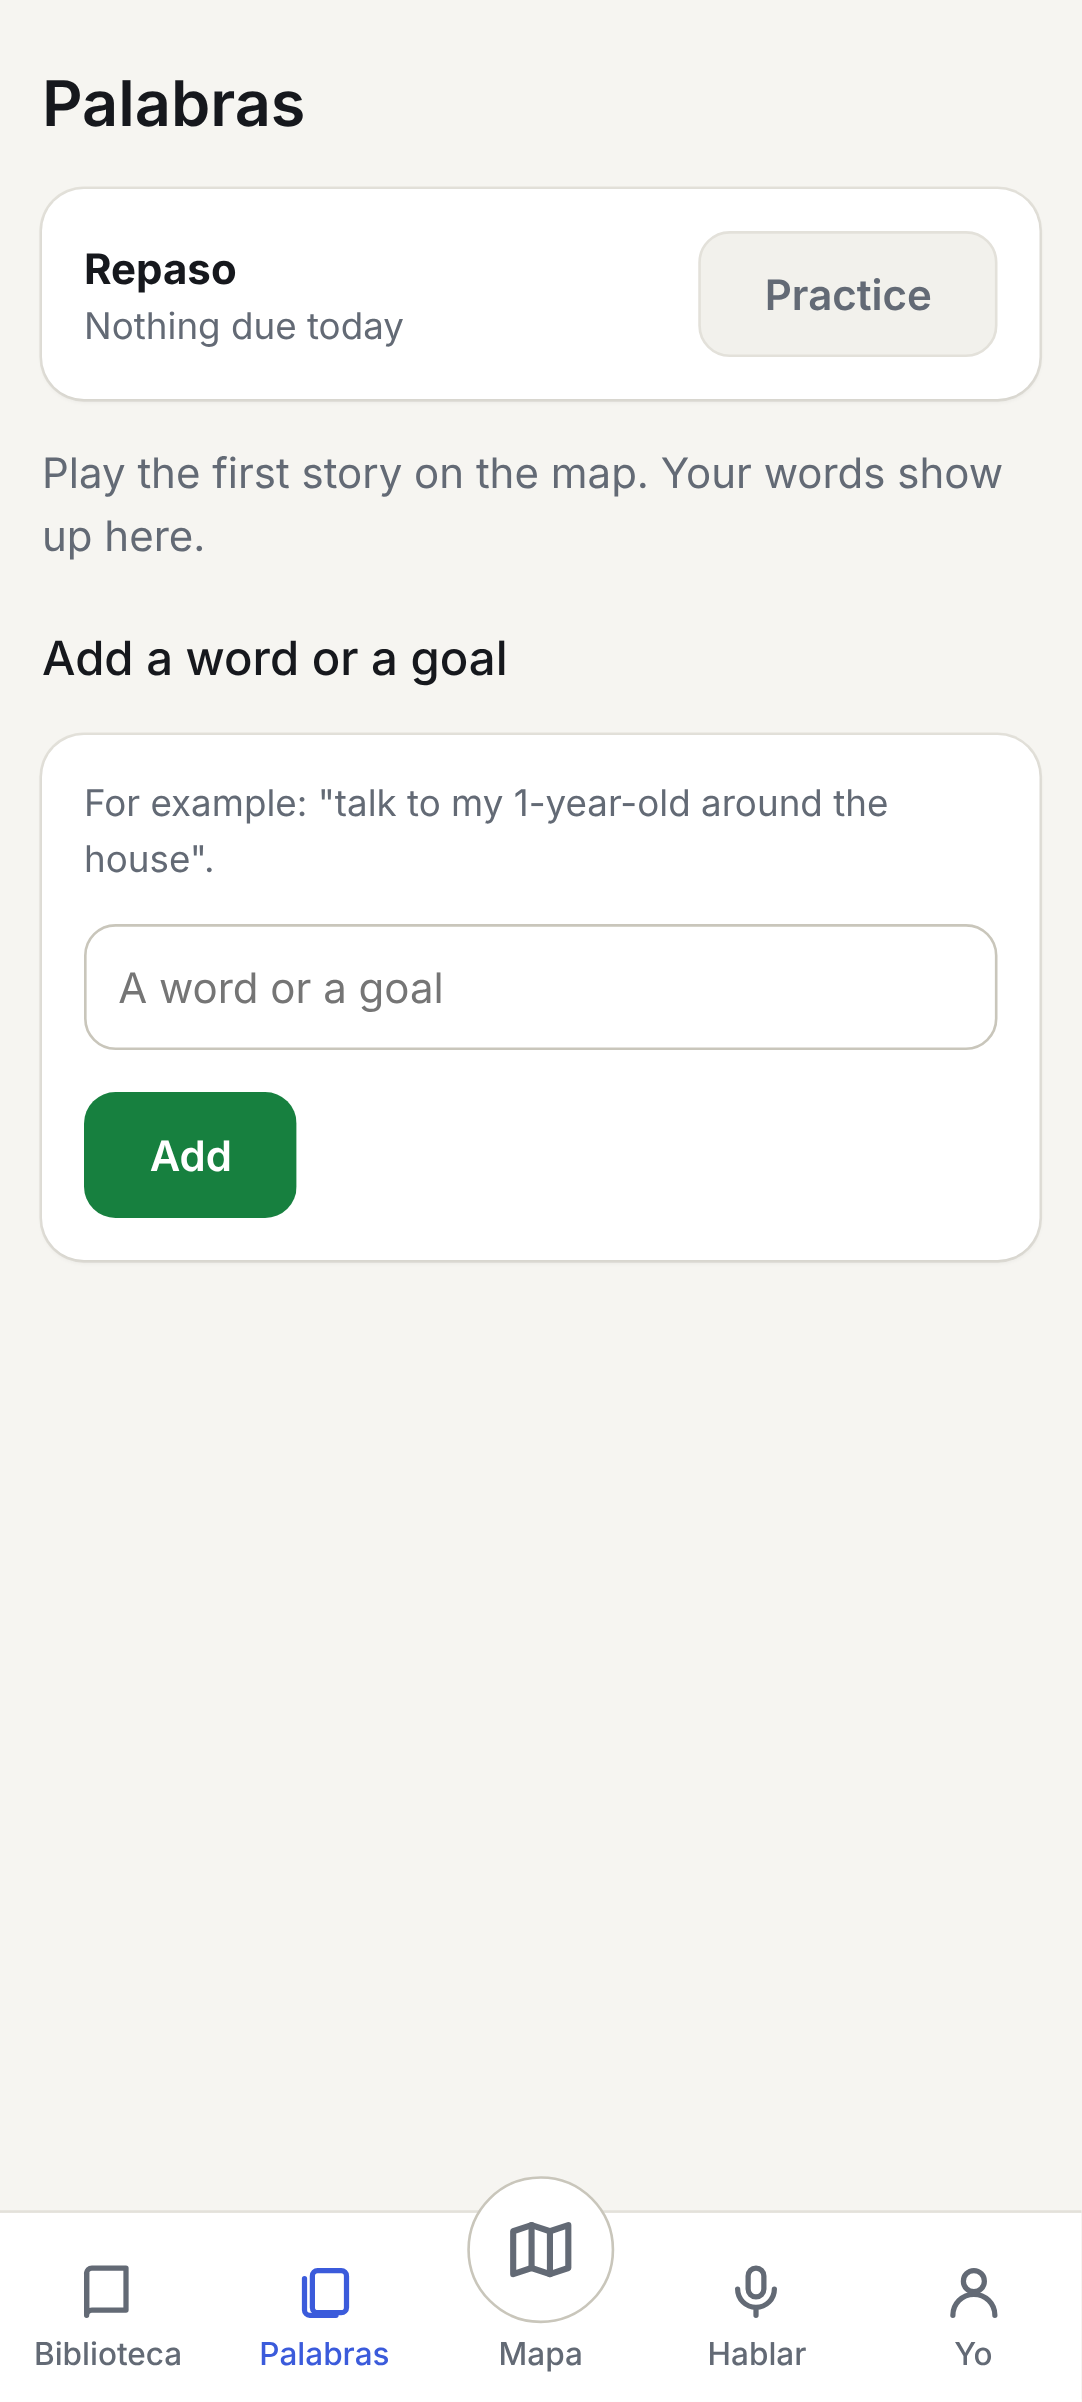 Palabras
Repaso
Nothing due today
Practice
Play the first story on the map. Your words show
up here.
Add a word or a goal
For example: "talk to my 1-year-old around the
house".
A word or a goal
Add
Biblioteca
Palabras
Mapa
Hablar
Yo